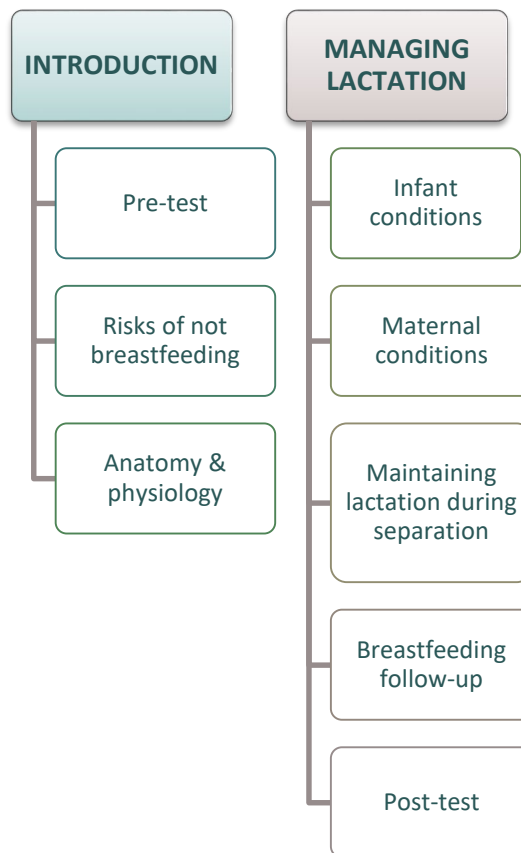 INTRODUCTION
Pre-test
Risks of not
breastfeeding
Anatomy &
physiology
MANAGING
LACTATION
Infant
conditions
Maternal
conditions
Maintaining
lactation during
separation
Breastfeeding
follow-up
Post-test